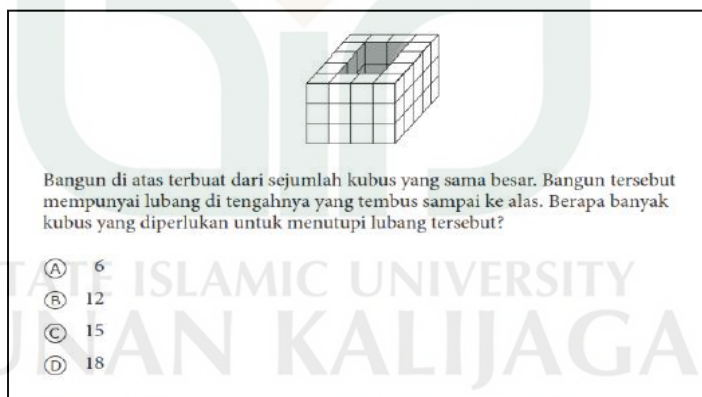 Bangun di atas terbuat dari sejumlah kubus yang sama besar. Bangun tersebut
mempunyai lubang di tengahnya yang tembus sampai ke alas. Berapa banyak
kubus yang diperlukan untuk menutupi lubang tersebut?
A 6
B 12
C 15
D 18
STATE ISLAMIC UNIVERSITY
SUNAN KALIJAGA